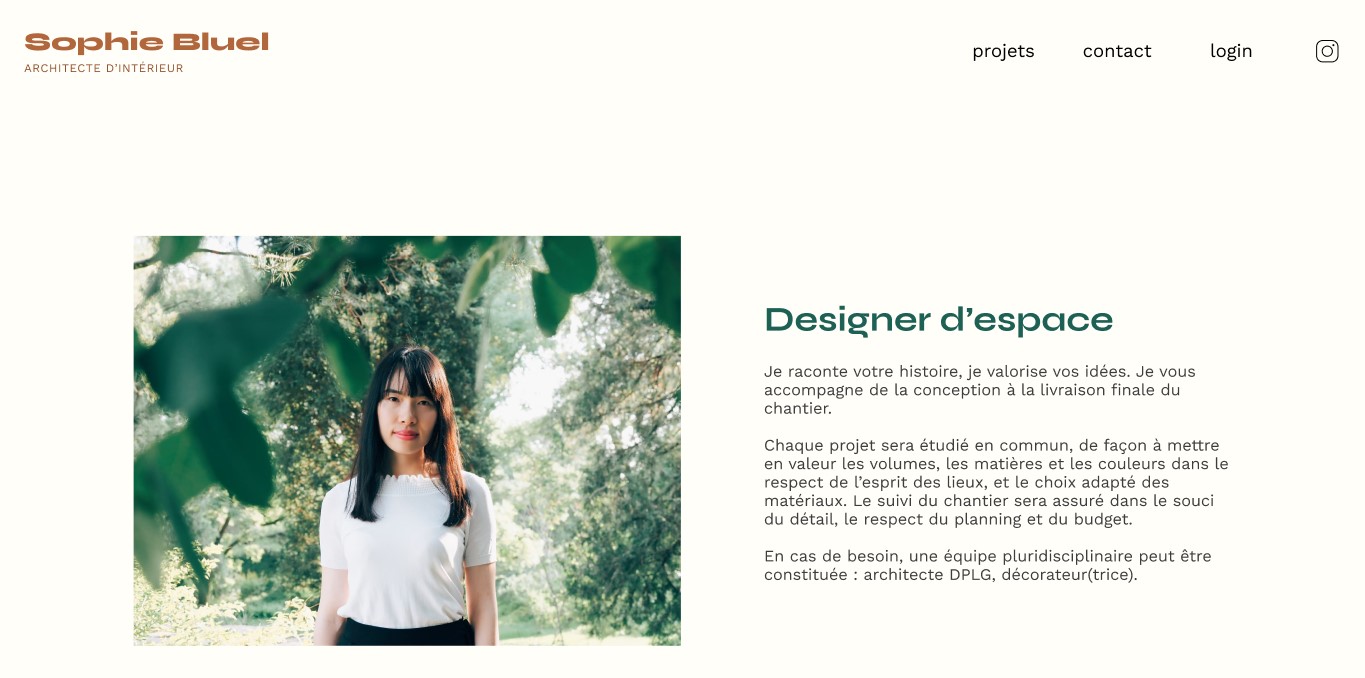 Sophie Bluel
ARCHITECTE D’INTÉRIEUR
projets
contact
login
Designer d’espace
Je raconte votre histoire, je valorise vos idées. Je vous
accompagne de la conception à la livraison finale du
chantier.
Chaque projet sera étudié en commun, de façon à mettre
en valeur les volumes, les matières et les couleurs dans le
respect de l’esprit des lieux, et le choix adapté des
matériaux. Le suivi du chantier sera assuré dans le souci
du détail, le respect du planning et du budget.
En cas de besoin, une équipe pluridisciplinaire peut être
constituée : architecte DPLG, décorateur(trice).